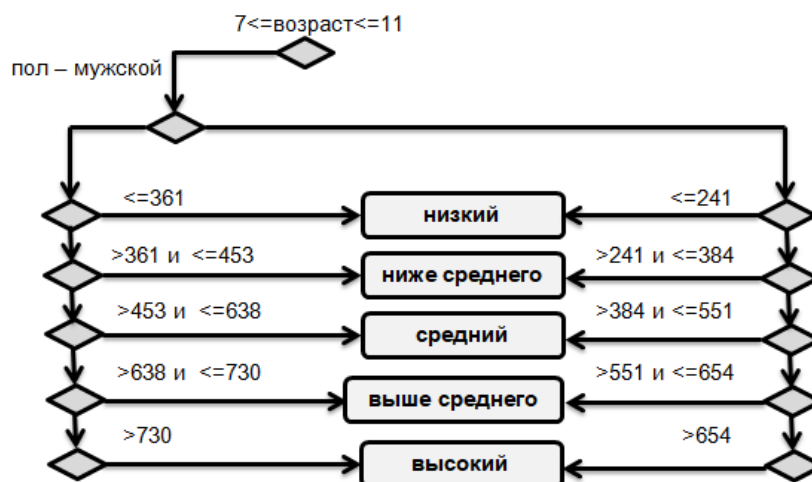 7<=возраст<=11
пол – мужской
<=361
низкий
<=241
>361 и <=453
ниже среднего
>241 и <=384
>453 и <=638
средний
>384 и <=551
>638 и <=730
выше среднего
>551 и <=654
>730
высокий
>654